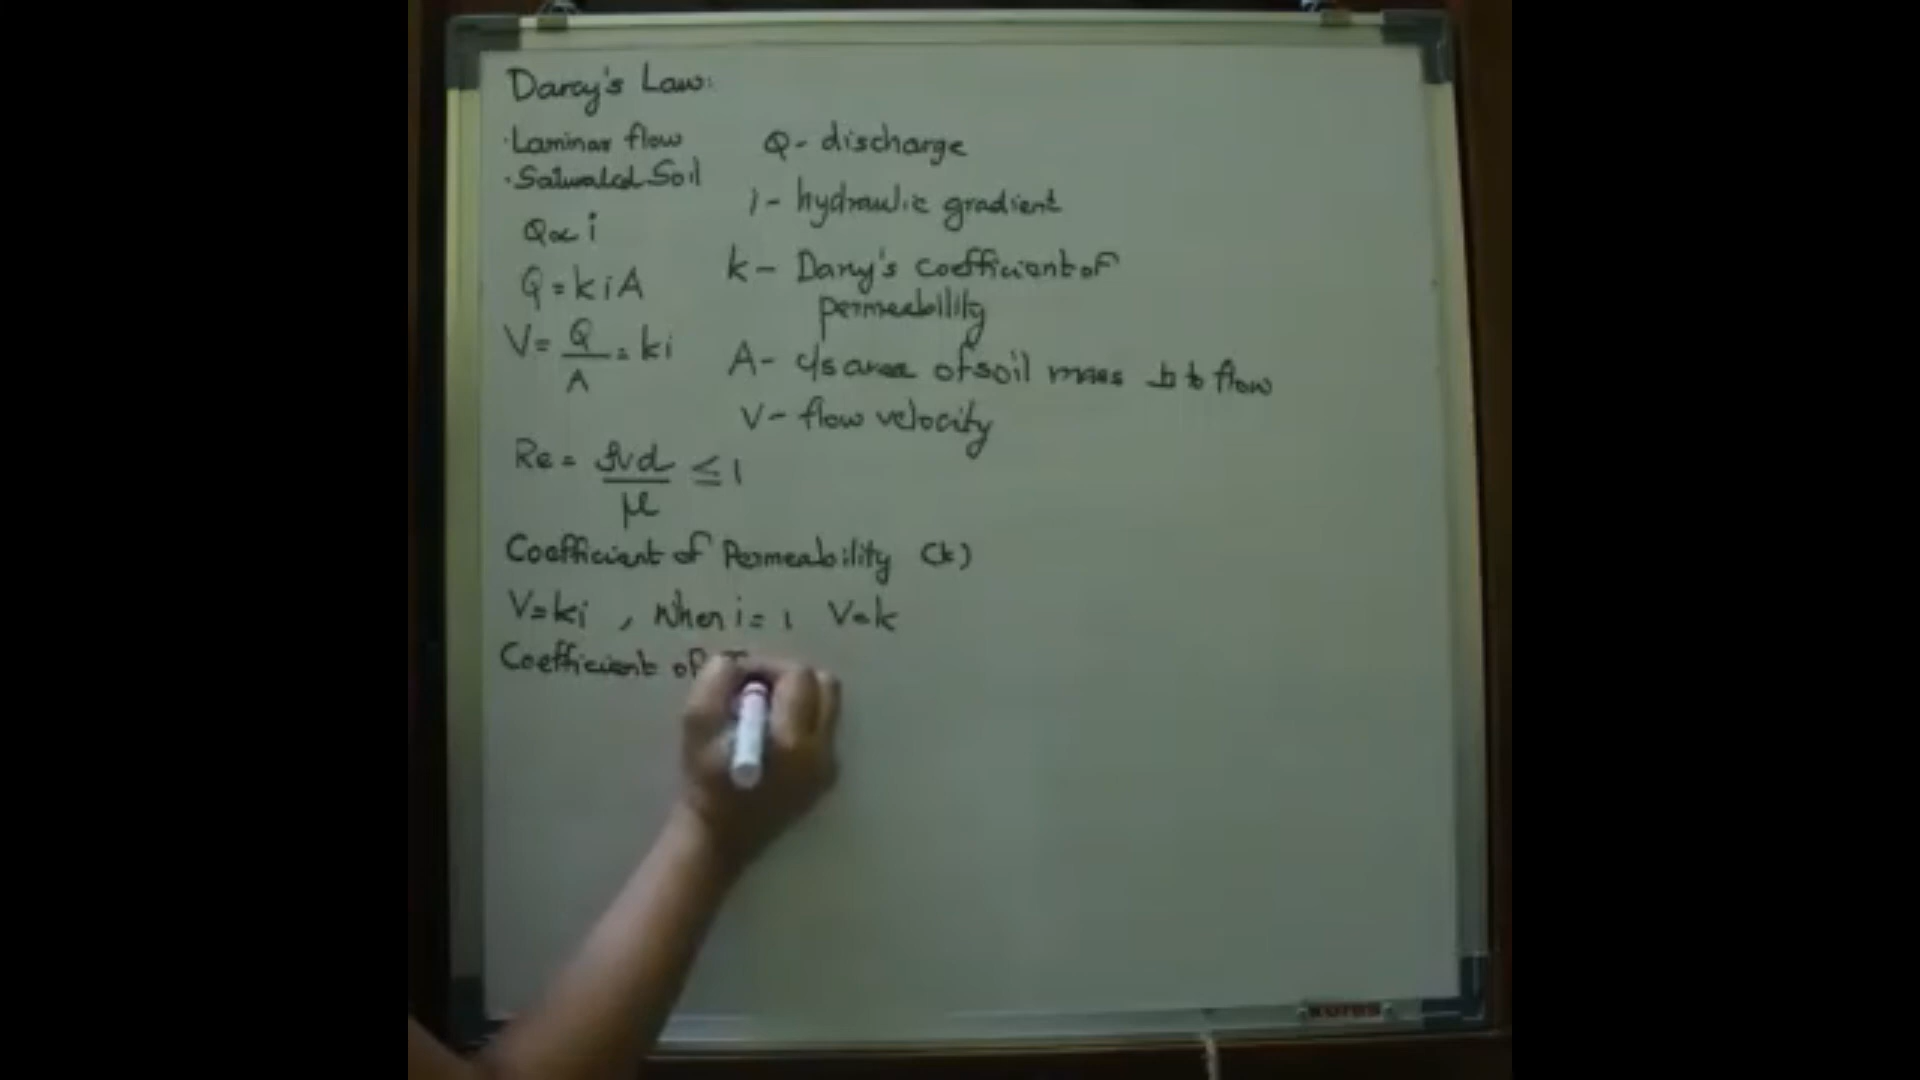 Darcy's Law:
· Laminar flow
· Saturated Soil
Q ∝ i
Q = k i A
V = Q/A = ki
Q - discharge
i - hydraulic gradient
k - Darcy's coefficient of
permeability
A - c/s area of soil mass ⊥ to flow
V - flow velocity
Re = ρvd/μ ≤ 1
Coefficient of Permeability (k)
V = ki , When i = 1 V = k
Coefficient of